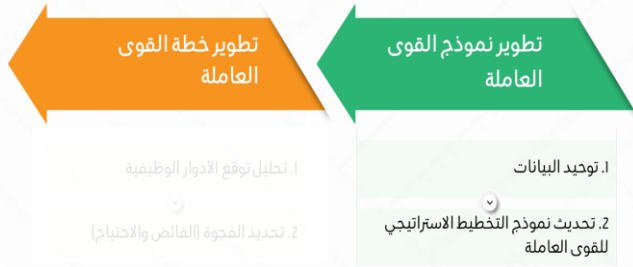 تطوير نموذج القوى
العاملة
1. توحيد البيانات
2. تحديث نموذج التخطيط الاستراتيجي
للقوى العاملة
تطوير خطة القوى
العاملة
1. تحليل توقع الأدوار الوظيفية
2. تحديد الفجوة (الفائض والاحتياج)